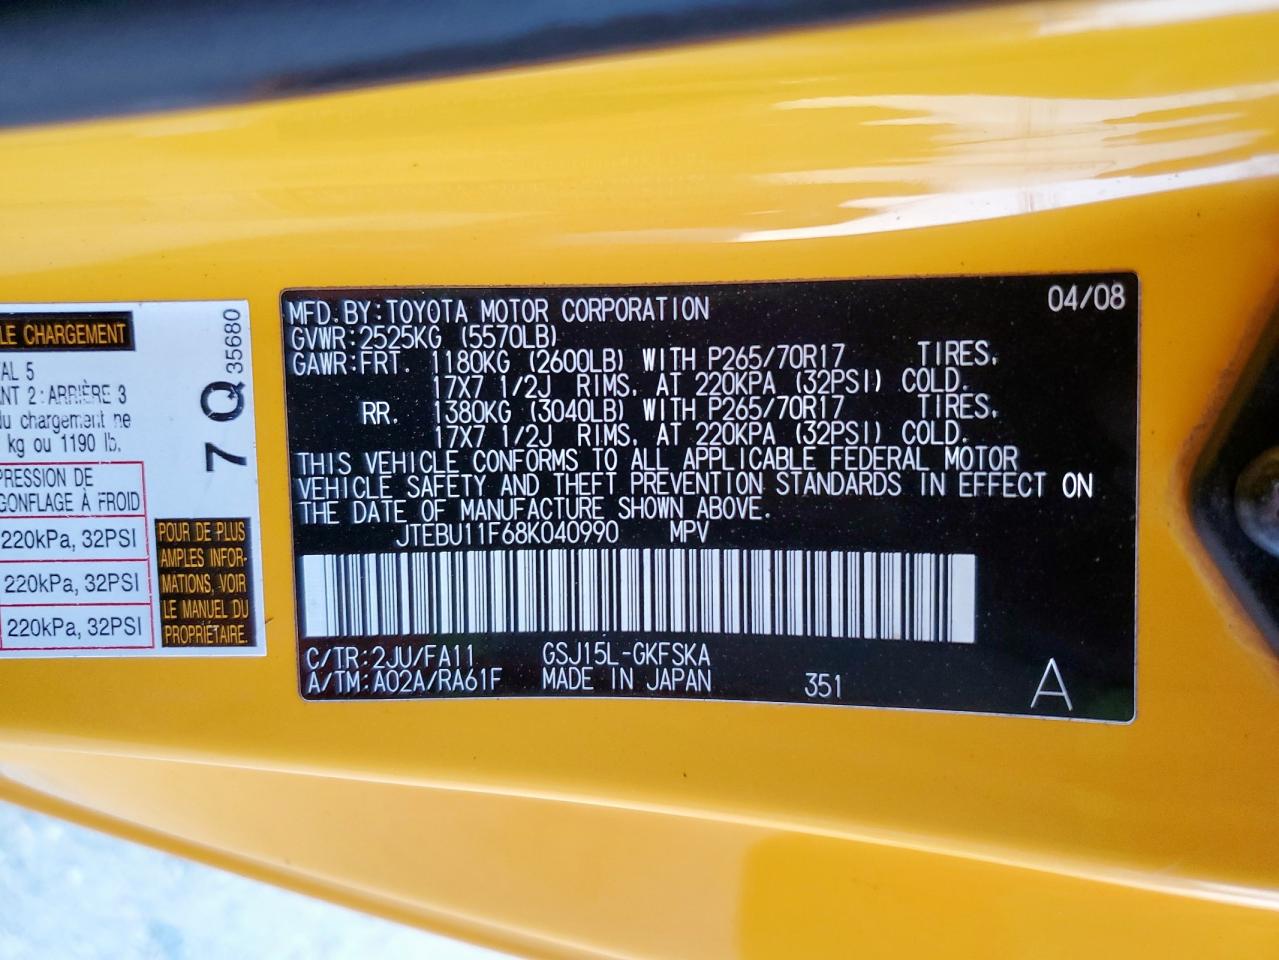 LE CHARGEMENT
AL 5
ANT 2 : ARRIÈRE 3
du chargement ne
kg ou 1190 lb.
PRESSION DE
GONFLAGE À FROID
220kPa, 32PSI
220kPa, 32PSI
220kPa, 32PSI
7 Q 35680
POUR DE PLUS
AMPLES INFOR-
MATIONS, VOIR
LE MANUEL DU
PROPRIÉTAIRE.
MFD. BY: TOYOTA MOTOR CORPORATION 04/08
GVWR: 2525KG (5570LB)
GAWR: FRT. 1180KG (2600LB) WITH P265/70R17 TIRES,
17X7 1/2J RIMS, AT 220KPA (32PSI) COLD.
RR. 1380KG (3040LB) WITH P265/70R17 TIRES,
17X7 1/2J RIMS, AT 220KPA (32PSI) COLD.
THIS VEHICLE CONFORMS TO ALL APPLICABLE FEDERAL MOTOR
VEHICLE SAFETY AND THEFT PREVENTION STANDARDS IN EFFECT ON
THE DATE OF MANUFACTURE SHOWN ABOVE.
JTEBU11F68K040990 MPV
C/TR: 2JU/FA11 GSJ15L-GKFSKA
A/TM: A02A/RA61F MADE IN JAPAN 351 A